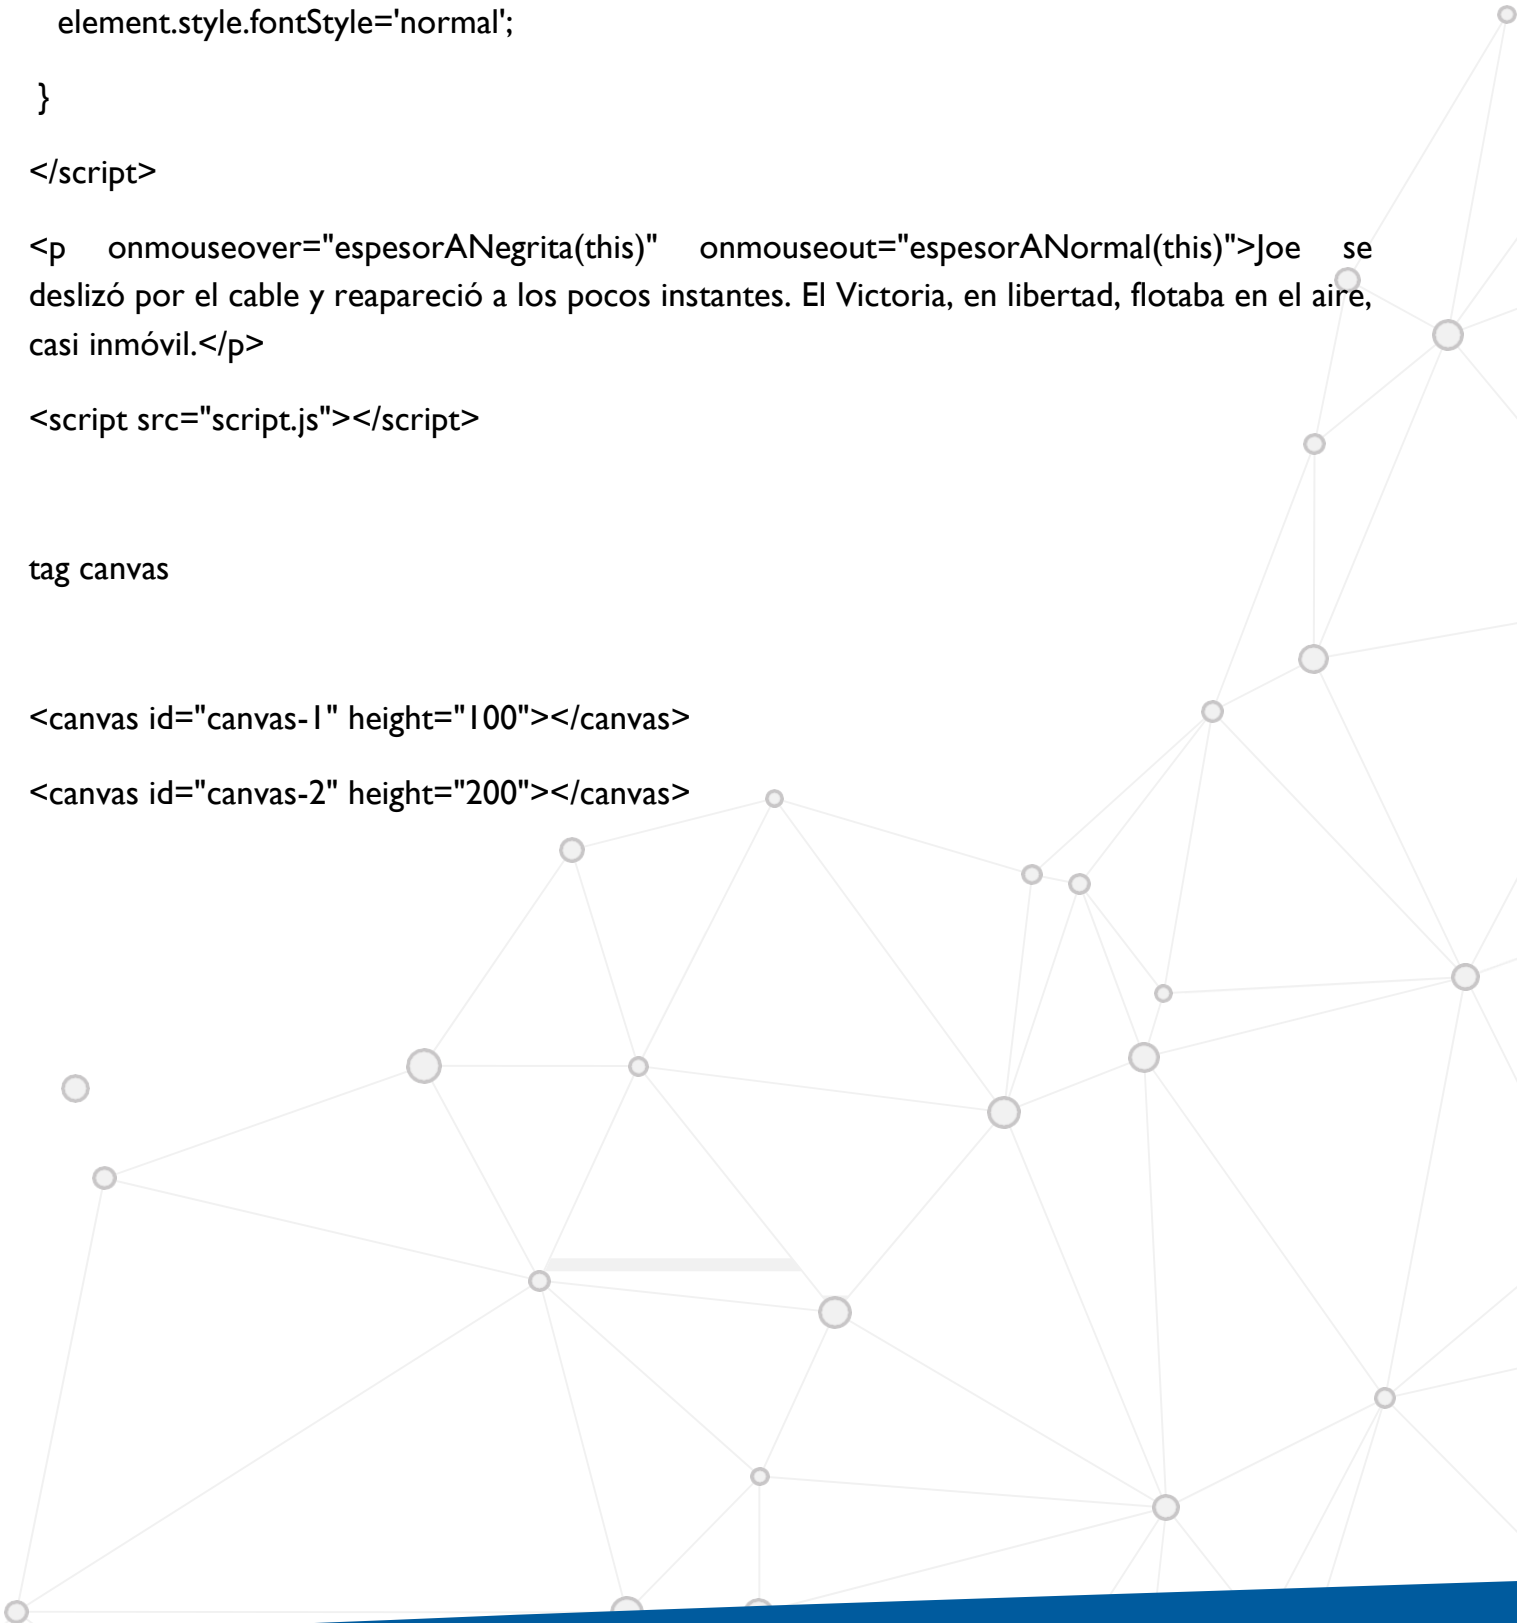 element.style.fontStyle='normal';
}
</script>
<p onmouseover="espesorANegrita(this)" onmouseout="espesorANormal(this)">Joe se
deslizó por el cable y reapareció a los pocos instantes. El Victoria, en libertad, flotaba en el aire,
casi inmóvil.</p>
<script src="script.js"></script>
tag canvas
<canvas id="canvas-1" height="100"></canvas>
<canvas id="canvas-2" height="200"></canvas>